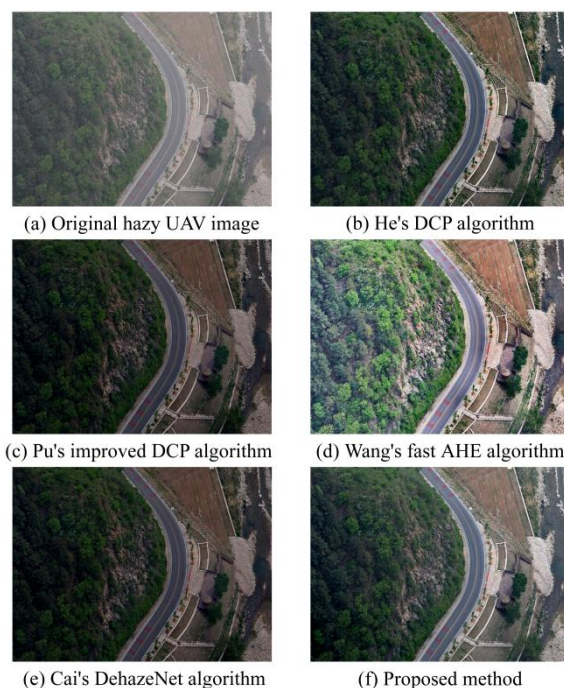 (a) Original hazy UAV image
(b) He's DCP algorithm
(c) Pu's improved DCP algorithm
(d) Wang's fast AHE algorithm
(e) Cai's DehazeNet algorithm
(f) Proposed method